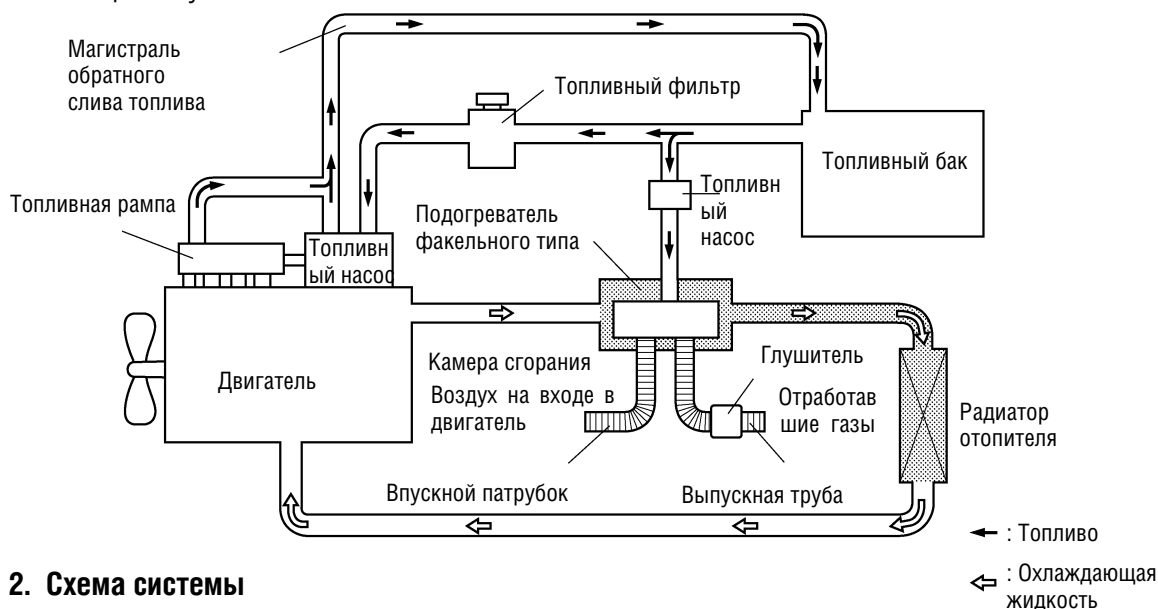 Магистраль
обратного
слива топлива
Топливный фильтр
Топливный бак
Топливн
ый
насос
Топливная рампа
Подогреватель
факельного типа
Топливн
ый насос
Двигатель
Камера сгорания
Воздух на входе в
двигатель
Глушитель
Отработав
шие газы
Радиатор
отопителя
Впускной патрубок
Выпускная труба
: Топливо
: Охлаждающая
жидкость
2. Схема системы